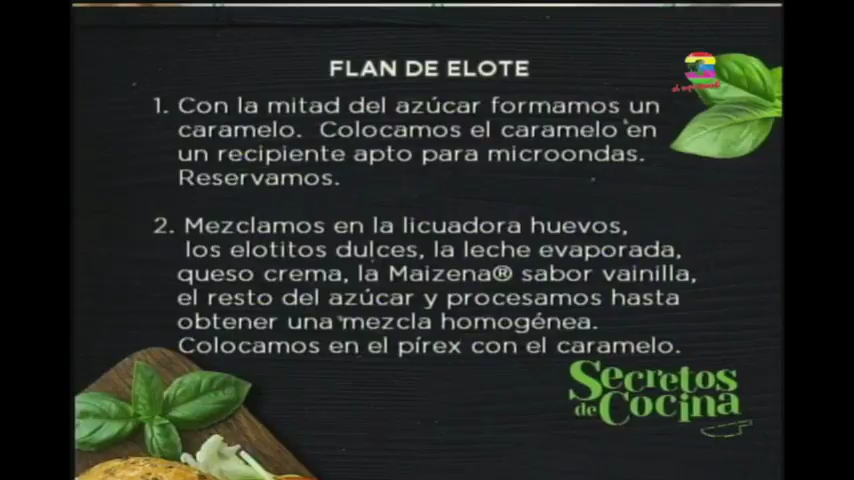 FLAN DE ELOTE
1. Con la mitad del azúcar formamos un
caramelo. Colocamos el caramelo en
un recipiente apto para microondas.
Reservamos.
2. Mezclamos en la licuadora huevos,
los elotitos dulces, la leche evaporada,
queso crema, la Maizena® sabor vainilla,
el resto del azúcar y procesamos hasta
obtener una mezcla homogénea.
Colocamos en el pírex con el caramelo.
Secretos
de Cocina